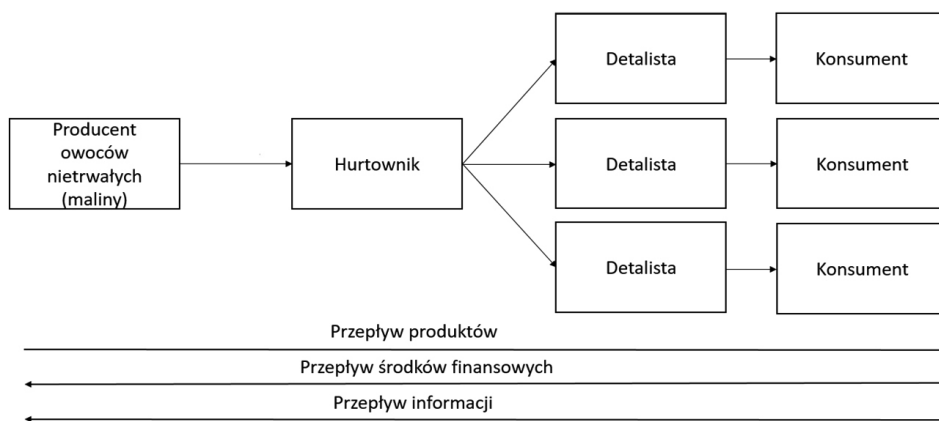 Detalista
Konsument
Producent
owoców
nietrwałych
(maliny)
Hurtownik
Detalista
Konsument
Detalista
Konsument
Przepływ produktów
Przepływ środków finansowych
Przepływ informacji